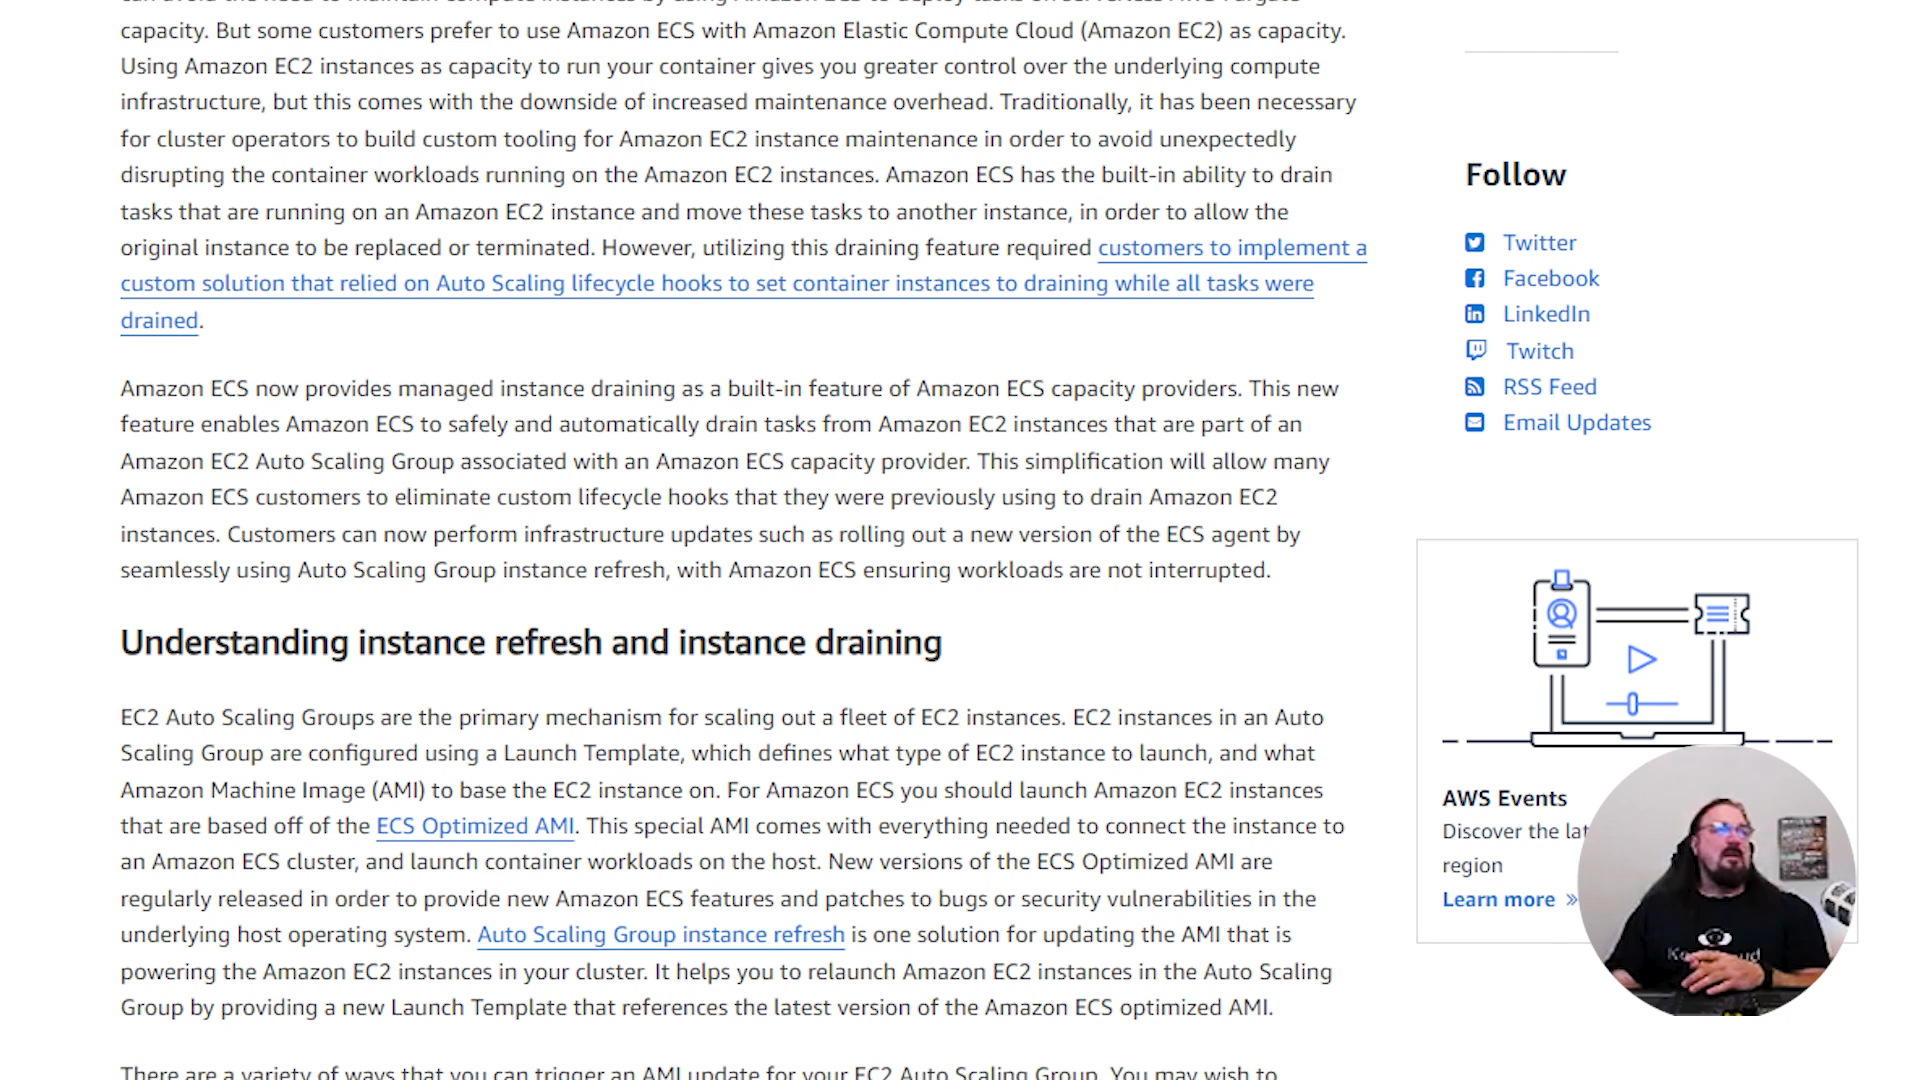 capacity. But some customers prefer to use Amazon ECS with Amazon Elastic Compute Cloud (Amazon EC2) as capacity.
Using Amazon EC2 instances as capacity to run your container gives you greater control over the underlying compute
infrastructure, but this comes with the downside of increased maintenance overhead. Traditionally, it has been necessary
for cluster operators to build custom tooling for Amazon EC2 instance maintenance in order to avoid unexpectedly
disrupting the container workloads running on the Amazon EC2 instances. Amazon ECS has the built-in ability to drain
tasks that are running on an Amazon EC2 instance and move these tasks to another instance, in order to allow the
original instance to be replaced or terminated. However, utilizing this draining feature required customers to implement a
custom solution that relied on Auto Scaling lifecycle hooks to set container instances to draining while all tasks were
drained.
Amazon ECS now provides managed instance draining as a built-in feature of Amazon ECS capacity providers. This new
feature enables Amazon ECS to safely and automatically drain tasks from Amazon EC2 instances that are part of an
Amazon EC2 Auto Scaling Group associated with an Amazon ECS capacity provider. This simplification will allow many
Amazon ECS customers to eliminate custom lifecycle hooks that they were previously using to drain Amazon EC2
instances. Customers can now perform infrastructure updates such as rolling out a new version of the ECS agent by
seamlessly using Auto Scaling Group instance refresh, with Amazon ECS ensuring workloads are not interrupted.
Understanding instance refresh and instance draining
EC2 Auto Scaling Groups are the primary mechanism for scaling out a fleet of EC2 instances. EC2 instances in an Auto
Scaling Group are configured using a Launch Template, which defines what type of EC2 instance to launch, and what
Amazon Machine Image (AMI) to base the EC2 instance on. For Amazon ECS you should launch Amazon EC2 instances
that are based off of the ECS Optimized AMI. This special AMI comes with everything needed to connect the instance to
an Amazon ECS cluster, and launch container workloads on the host. New versions of the ECS Optimized AMI are
regularly released in order to provide new Amazon ECS features and patches to bugs or security vulnerabilities in the
underlying host operating system. Auto Scaling Group instance refresh is one solution for updating the AMI that is
powering the Amazon EC2 instances in your cluster. It helps you to relaunch Amazon EC2 instances in the Auto Scaling
Group by providing a new Launch Template that references the latest version of the Amazon ECS optimized AMI.
There are a variety of ways that you can trigger an AMI update for your EC2 Auto Scaling Group. You may wish to
Follow
Twitter
Facebook
LinkedIn
Twitch
RSS Feed
Email Updates
AWS Events
Discover the
region
Learn more »